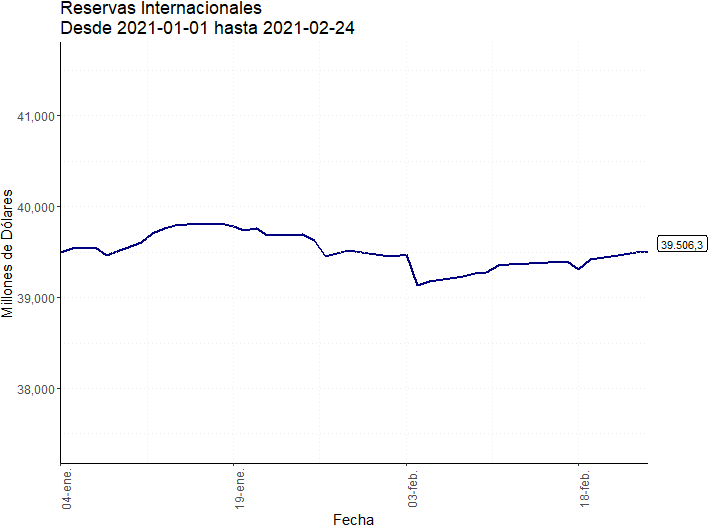 Reservas Internacionales
Desde 2021-01-01 hasta 2021-02-24
Millones de Dólares
41,000
40,000
39,000
38,000
39.506,3
04-ene.
19-ene.
03-feb.
18-feb.
Fecha